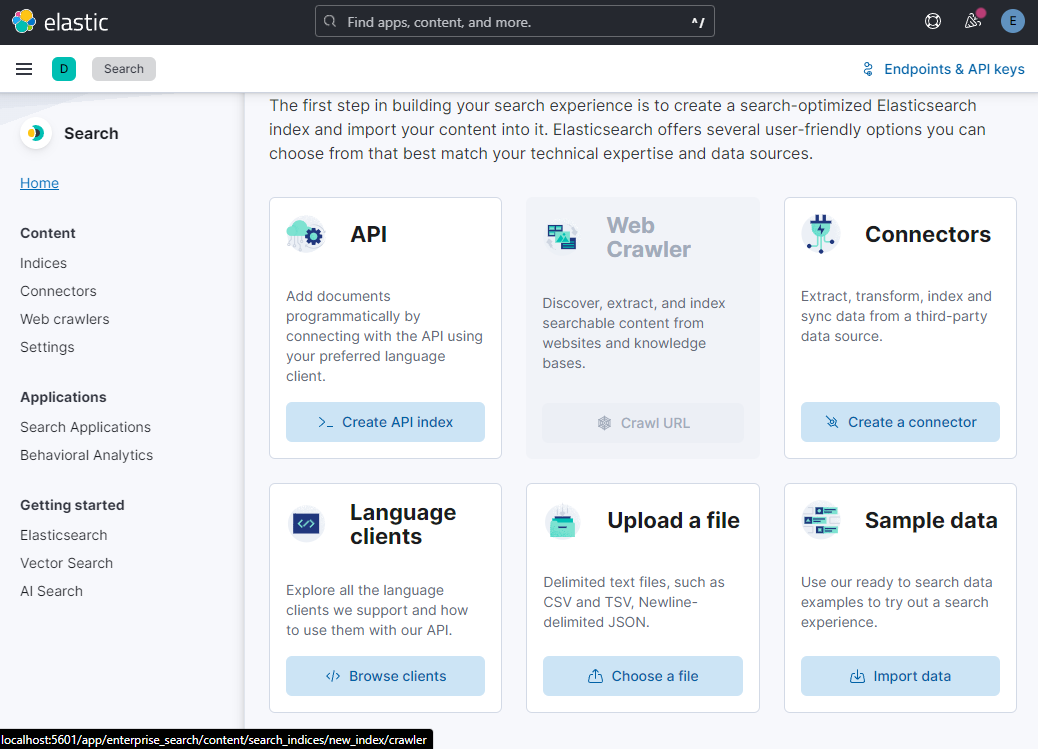 elastic
Find apps, content, and more.
^/
E
D
Search
Endpoints & API keys
Search
Home
Content
Indices
Connectors
Web crawlers
Settings
Applications
Search Applications
Behavioral Analytics
Getting started
Elasticsearch
Vector Search
AI Search
The first step in building your search experience is to create a search-optimized Elasticsearch
index and import your content into it. Elasticsearch offers several user-friendly options you can
choose from that best match your technical expertise and data sources.
API
Add documents
programmatically by
connecting with the API using
your preferred language
client.
Create API index
Web
Crawler
Discover, extract, and index
searchable content from
websites and knowledge
bases.
Crawl URL
Connectors
Extract, transform, index and
sync data from a third-party
data source.
Create a connector
Language
clients
Explore all the language
clients we support and how
to use them with our API.
Browse clients
Upload a file
Delimited text files, such as
CSV and TSV, Newline-
delimited JSON.
Choose a file
Sample data
Use our ready to search data
examples to try out a search
experience.
Import data
localhost:5601/app/enterprise_search/content/search_indices/new_index/crawler